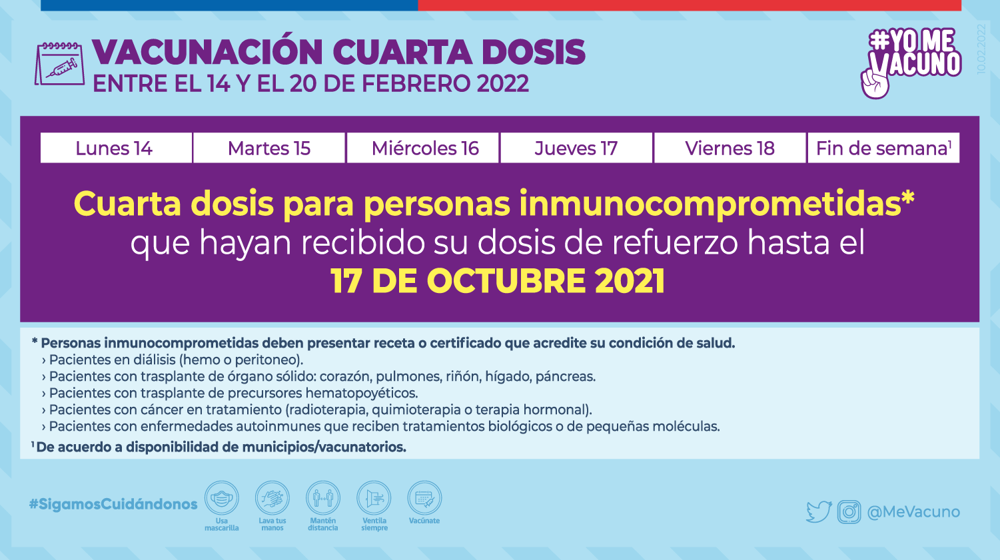 VACUNACIÓN CUARTA DOSIS
ENTRE EL 14 Y EL 20 DE FEBRERO 2022
#YO ME
VACUNO
10.02.2022
Lunes 14
Martes 15
Miércoles 16
Jueves 17
Viernes 18
Fin de semana¹
Cuarta dosis para personas inmunocomprometidas*
que hayan recibido su dosis de refuerzo hasta el
17 DE OCTUBRE 2021
* Personas inmunocomprometidas deben presentar receta o certificado que acredite su condición de salud.
› Pacientes en diálisis (hemo o peritoneo).
› Pacientes con trasplante de órgano sólido: corazón, pulmones, riñón, hígado, páncreas.
› Pacientes con trasplante de precursores hematopoyéticos.
› Pacientes con cáncer en tratamiento (radioterapia, quimioterapia o terapia hormonal).
› Pacientes con enfermedades autoinmunes que reciben tratamientos biológicos o de pequeñas moléculas.
¹ De acuerdo a disponibilidad de municipios/vacunatorios.
#SigamosCuidándonos
Usa
mascarilla
Lava tus
manos
Mantén
distancia
Ventila
siempre
Vacúnate
@MeVacuno